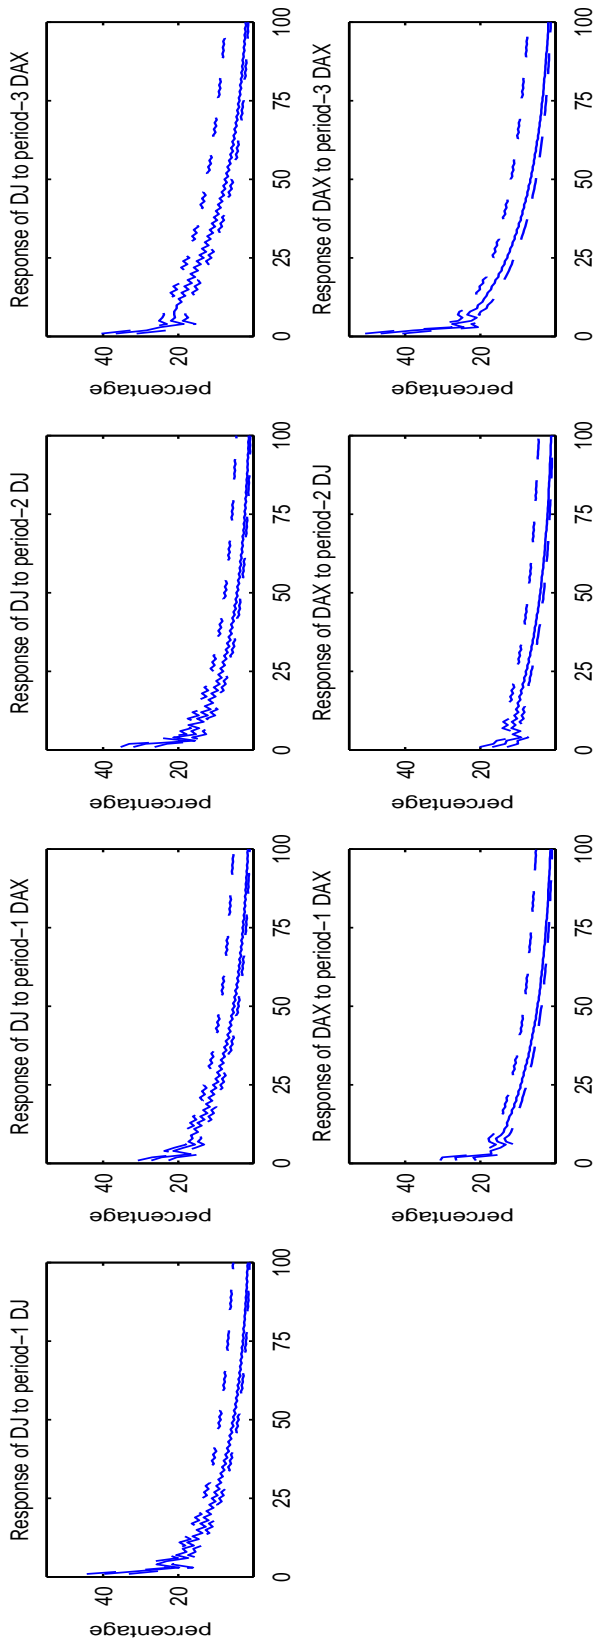 Response of DJ to period−1 DJ
percentage
40
20
0 25 50 75 100
Response of DJ to period−1 DAX
percentage
40
20
0 25 50 75 100
Response of DJ to period−2 DJ
percentage
40
20
0 25 50 75 100
Response of DJ to period−3 DAX
percentage
40
20
0 25 50 75 100
Response of DAX to period−1 DAX
percentage
40
20
0 25 50 75 100
Response of DAX to period−2 DJ
percentage
40
20
0 25 50 75 100
Response of DAX to period−3 DAX
percentage
40
20
0 25 50 75 100